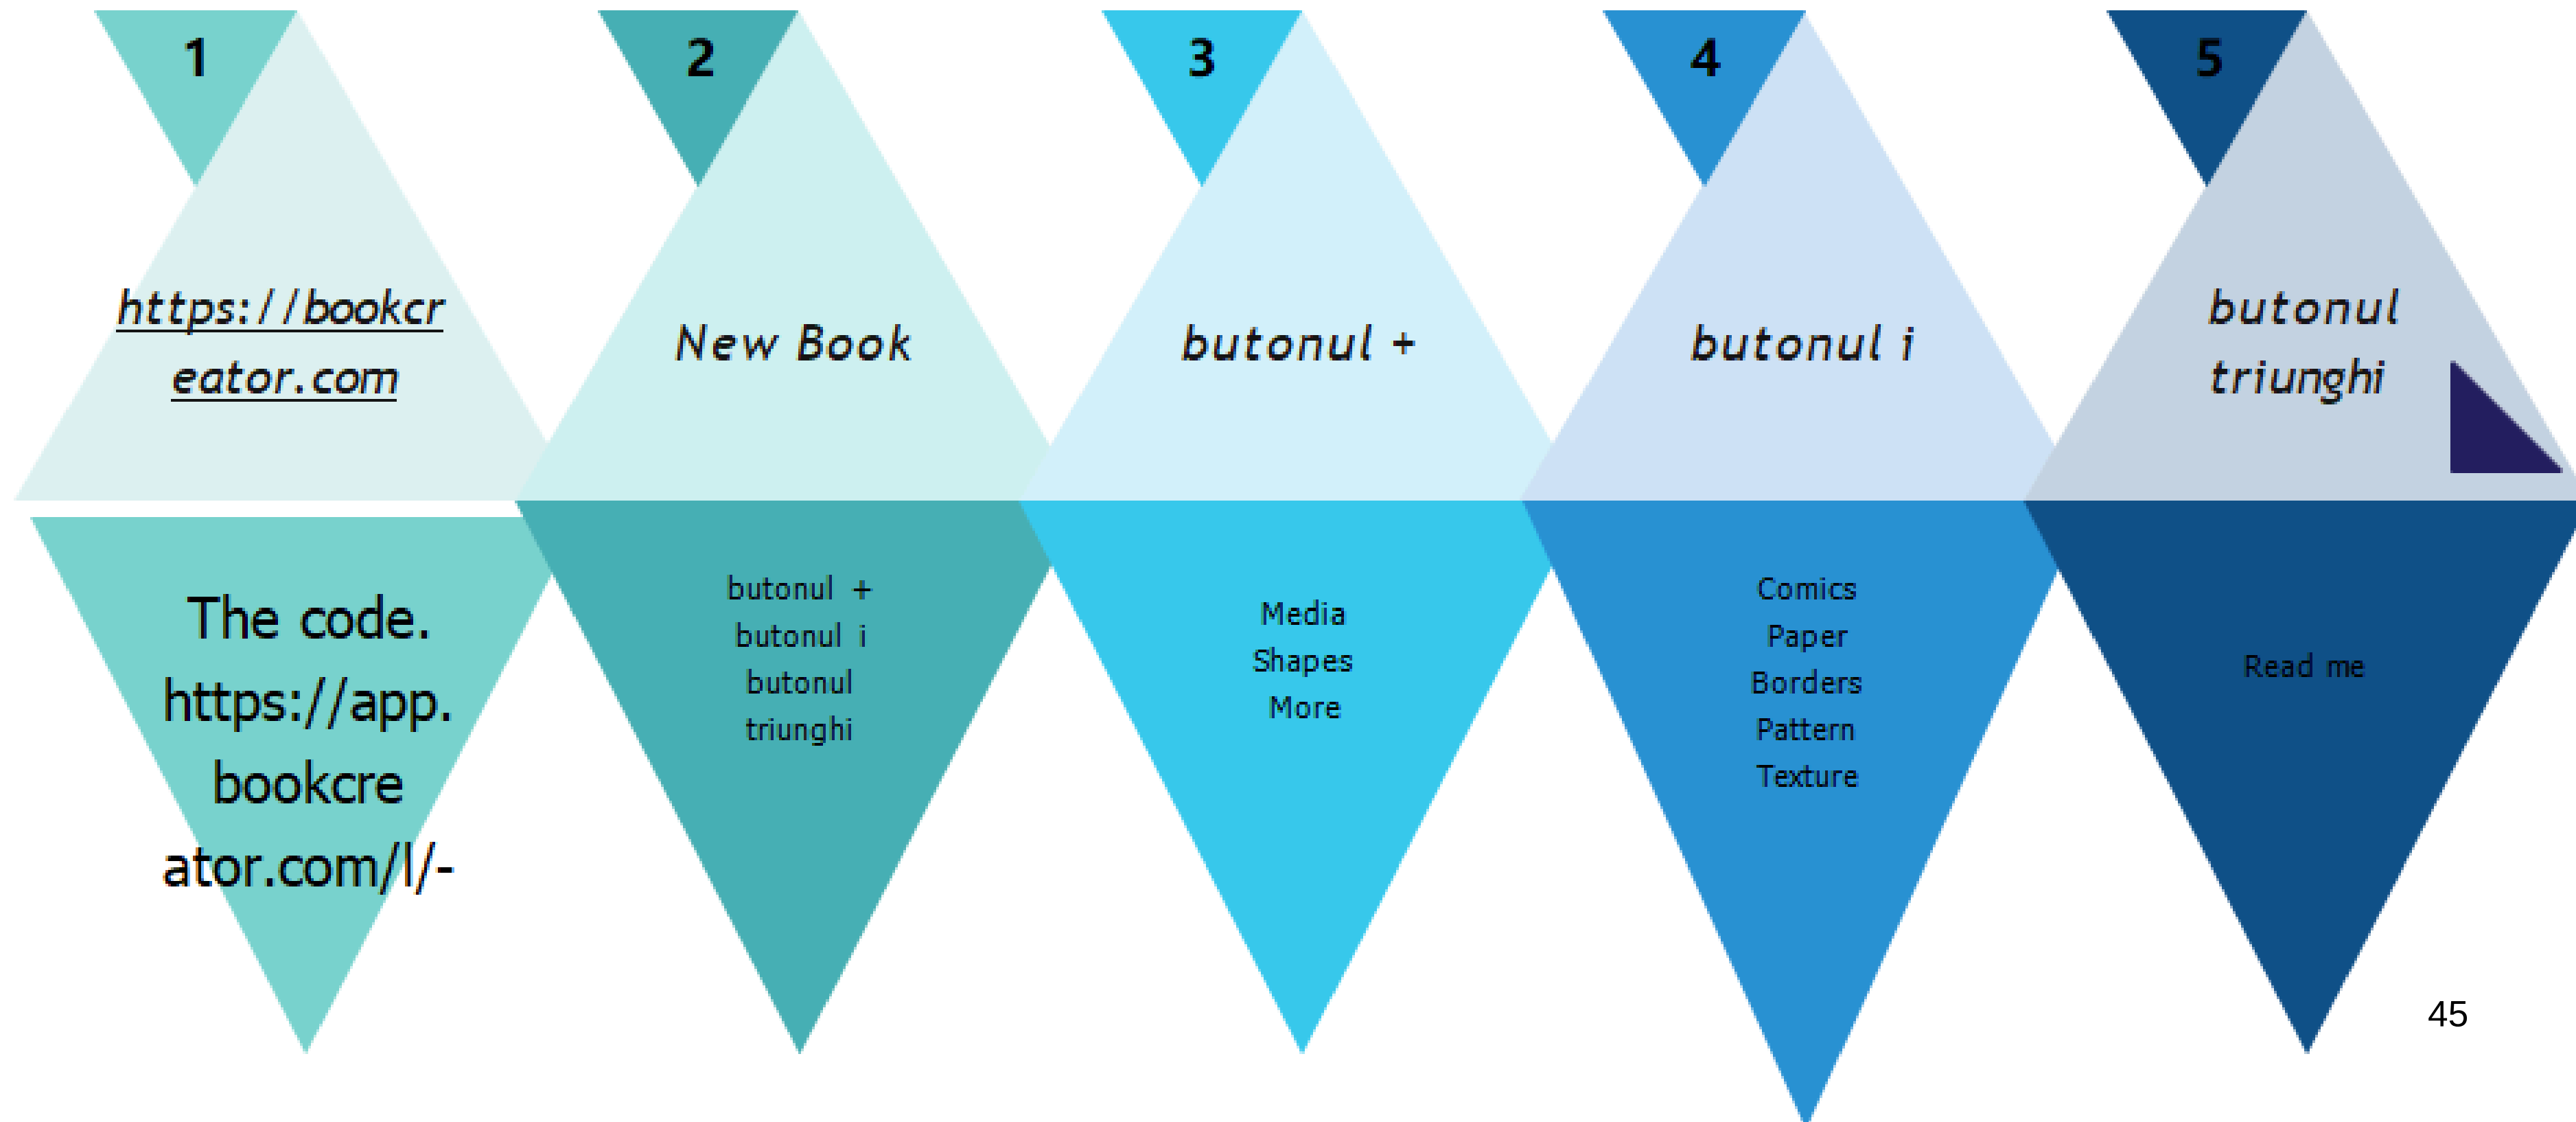 1
https://bookcr
eator.com
The code.
https://app.
bookcre
ator.com/l/-
2
New Book
butonul +
butonul i
butonul
triunghi
3
butonul +
Media
Shapes
More
4
butonul i
Comics
Paper
Borders
Pattern
Texture
5
butonul
triunghi
Read me
45